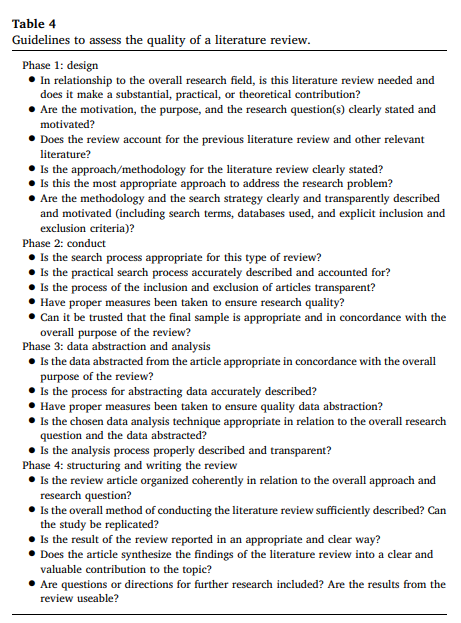 Table 4
Guidelines to assess the quality of a literature review.
Phase 1: design
● In relationship to the overall research field, is this literature review needed and
does it make a substantial, practical, or theoretical contribution?
● Are the motivation, the purpose, and the research question(s) clearly stated and
motivated?
● Does the review account for the previous literature review and other relevant
literature?
● Is the approach/methodology for the literature review clearly stated?
● Is this the most appropriate approach to address the research problem?
● Are the methodology and the search strategy clearly and transparently described
and motivated (including search terms, databases used, and explicit inclusion and
exclusion criteria)?
Phase 2: conduct
● Is the search process appropriate for this type of review?
● Is the practical search process accurately described and accounted for?
● Is the process of the inclusion and exclusion of articles transparent?
● Have proper measures been taken to ensure research quality?
● Can it be trusted that the final sample is appropriate and in concordance with the
overall purpose of the review?
Phase 3: data abstraction and analysis
● Is the data abstracted from the article appropriate in concordance with the overall
purpose of the review?
● Is the process for abstracting data accurately described?
● Have proper measures been taken to ensure quality data abstraction?
● Is the chosen data analysis technique appropriate in relation to the overall research
question and the data abstracted?
● Is the analysis process properly described and transparent?
Phase 4: structuring and writing the review
● Is the review article organized coherently in relation to the overall approach and
research question?
● Is the overall method of conducting the literature review sufficiently described? Can
the study be replicated?
● Is the result of the review reported in an appropriate and clear way?
● Does the article synthesize the findings of the literature review into a clear and
valuable contribution to the topic?
● Are questions or directions for further research included? Are the results from the
review useable?